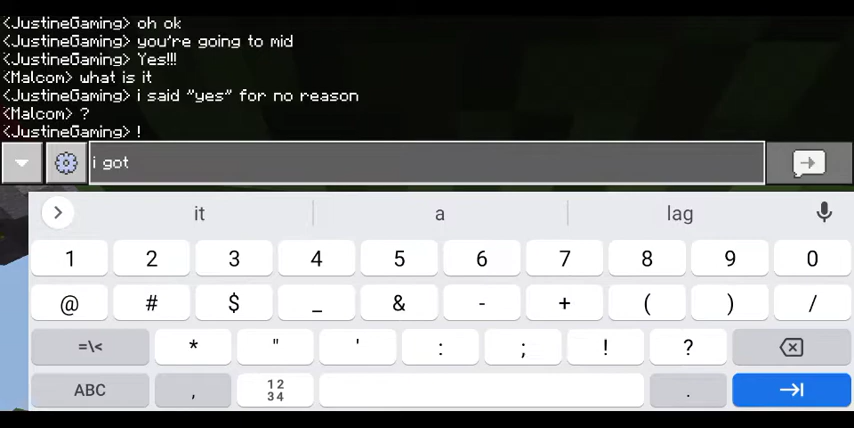 <JustineGaming> oh ok
<JustineGaming> you're going to mid
<JustineGaming> Yes!!!
<Malcom> what is it
<JustineGaming> i said "yes" for no reason
<Malcom> ?
<JustineGaming> !
i got
it a lag
1 2 3 4 5 6 7 8 9 0
@ # $ _ & - + ( ) /
=\< * " ' : ; ! ?
ABC , 12 34 .